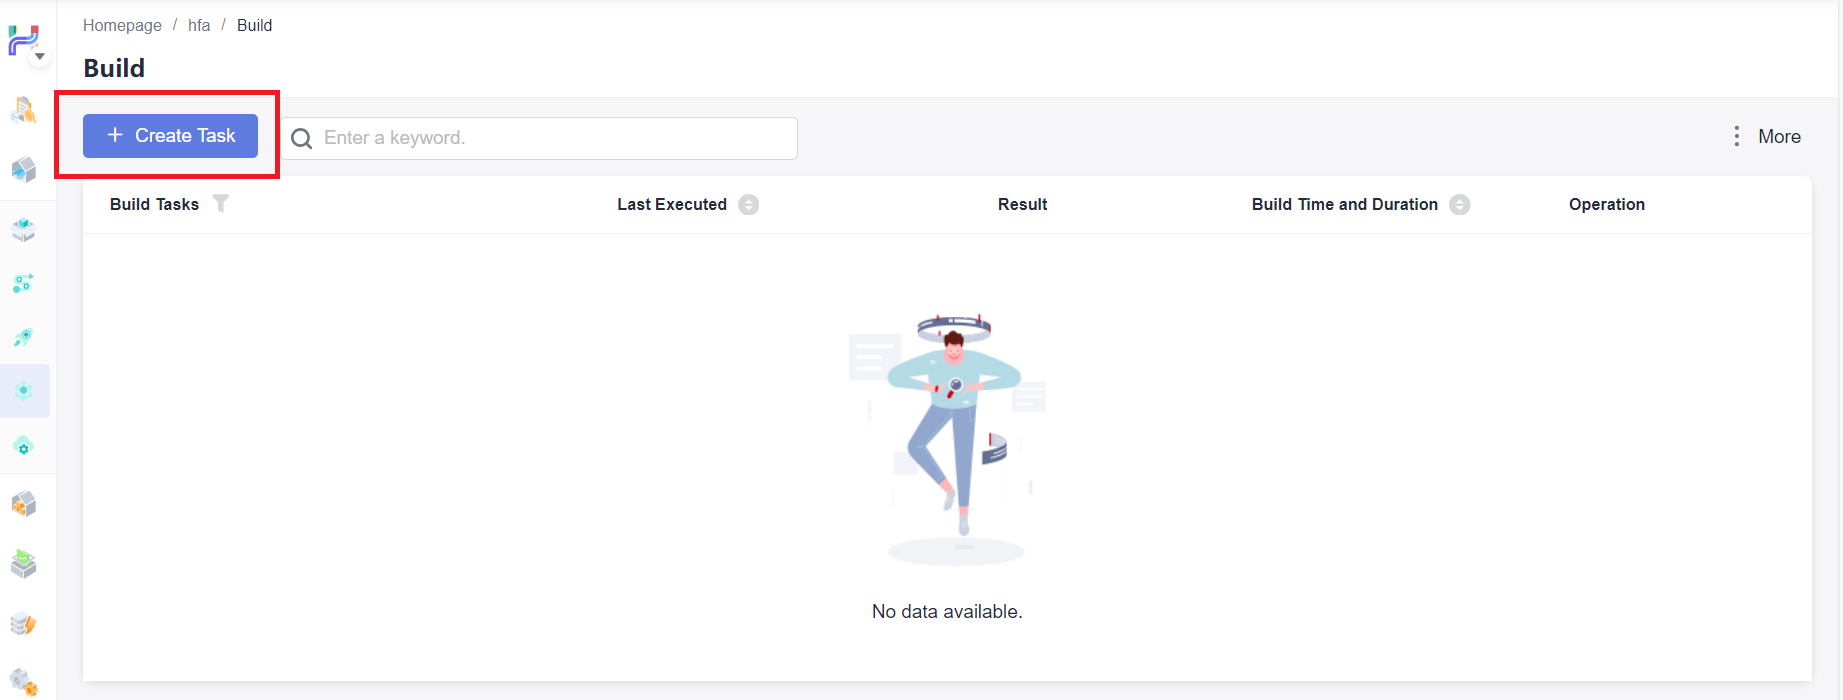 Homepage / hfa / Build
Build
+ Create Task
Enter a keyword.
More
Build Tasks
Last Executed
Result
Build Time and Duration
Operation
No data available.